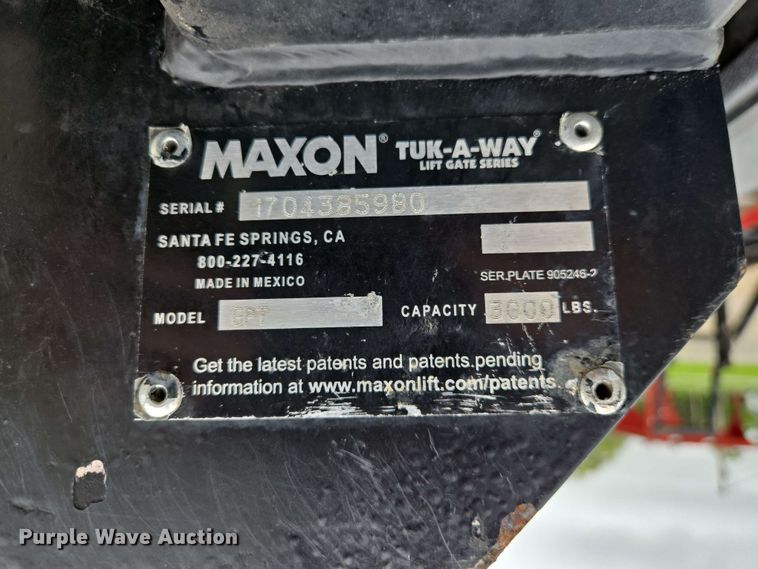 MAXON® TUK-A-WAY®
LIFT GATE SERIES
SERIAL # 1704385980
SANTA FE SPRINGS, CA
800-227-4116
MADE IN MEXICO
SER.PLATE 905246-2
MODEL GPT CAPACITY LBS.
Get the latest patents and patents pending
information at www.maxonlift.com/patents.
Purple Wave Auction